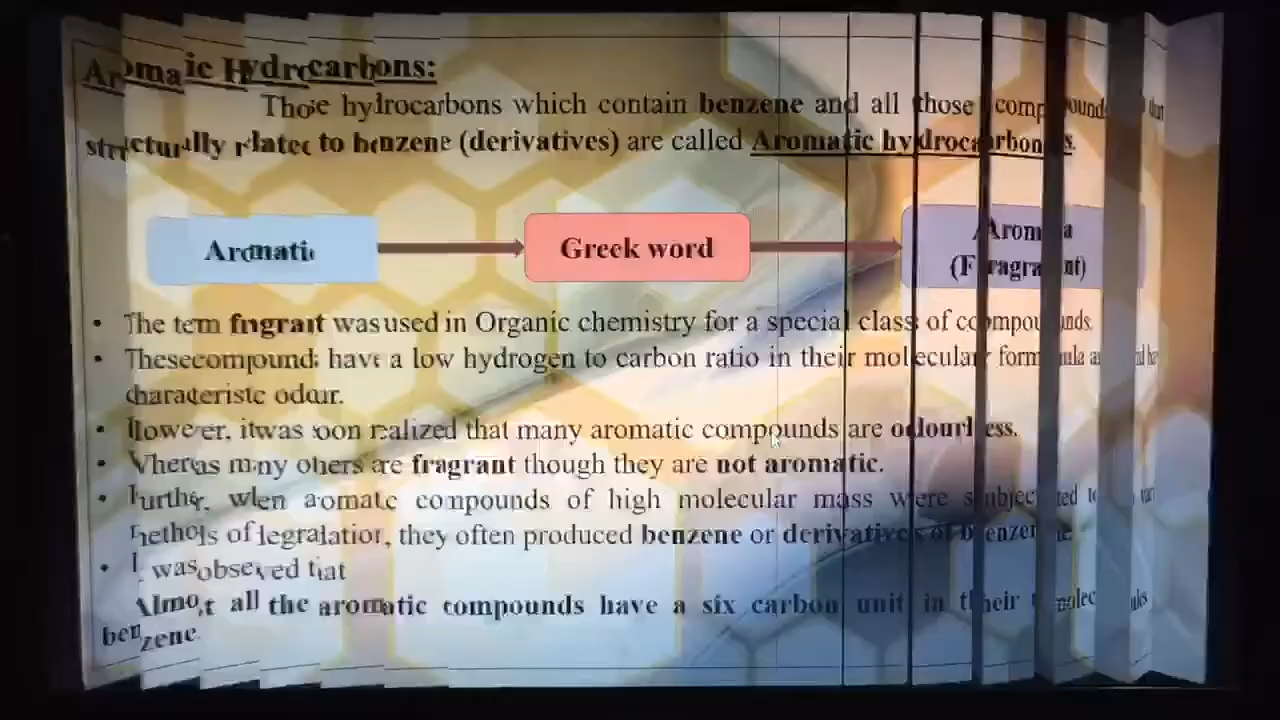 Aromatic Hydrocarbons:
Those hydrocarbons which contain benzene and all those compounds
structurally related to benzene (derivatives) are called Aromatic hydrocarbons.
Aromatic
Greek word
Aroma
(Fragrant)
• The term fragrant was used in Organic chemistry for a special class of compounds.
• These compounds have a low hydrogen to carbon ratio in their molecular formula and
characteristc odour.
• However, it was soon realized that many aromatic compounds are odourless.
• Whereas many others are fragrant though they are not aromatic.
• Further, when aromatic compounds of high molecular mass were subjected to
methods of degradation, they often produced benzene or derivatives of benzene.
• It was observed that
Almost all the aromatic compounds have a six carbon unit in their
benzene.